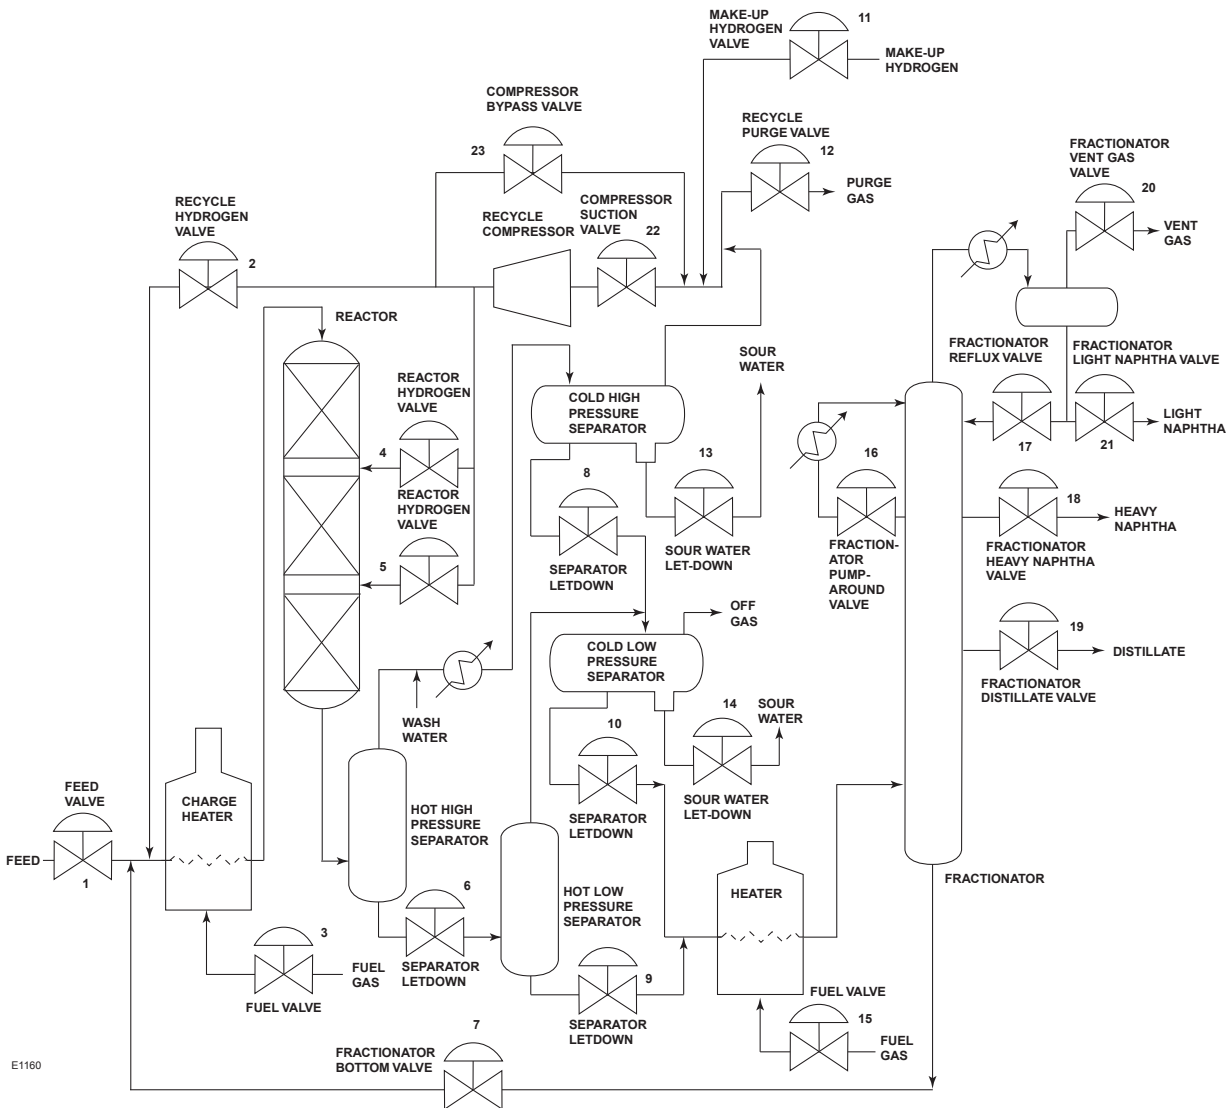 MAKE-UP
HYDROGEN
VALVE
11
MAKE-UP
HYDROGEN
COMPRESSOR
BYPASS VALVE
23
RECYCLE
PURGE VALVE
12
PURGE
GAS
FRACTIONATOR
VENT GAS
VALVE
20
VENT
GAS
RECYCLE
HYDROGEN
VALVE
2
RECYCLE
COMPRESSOR
COMPRESSOR
SUCTION
VALVE
22
REACTOR
REACTOR
HYDROGEN
VALVE
4
REACTOR
HYDROGEN
VALVE
5
COLD HIGH
PRESSURE
SEPARATOR
SOUR
WATER
8
SEPARATOR
LETDOWN
13
SOUR WATER
LET-DOWN
FRACTIONATOR
REFLUX VALVE
17
FRACTIONATOR
LIGHT NAPHTHA VALVE
21
LIGHT
NAPHTHA
16
FRACTION-
ATOR
PUMP-
AROUND
VALVE
18
HEAVY
NAPHTHA
FRACTIONATOR
HEAVY NAPHTHA
VALVE
19
DISTILLATE
FRACTIONATOR
DISTILLATE VALVE
OFF
GAS
COLD LOW
PRESSURE
SEPARATOR
WASH
WATER
10
SEPARATOR
LETDOWN
14
SOUR
WATER
SOUR WATER
LET-DOWN
FEED
VALVE
FEED
1
CHARGE
HEATER
HOT HIGH
PRESSURE
SEPARATOR
6
SEPARATOR
LETDOWN
HOT LOW
PRESSURE
SEPARATOR
HEATER
FRACTIONATOR
3
FUEL
GAS
FUEL VALVE
9
SEPARATOR
LETDOWN
FUEL VALVE
15
FUEL
GAS
7
FRACTIONATOR
BOTTOM VALVE
E1160